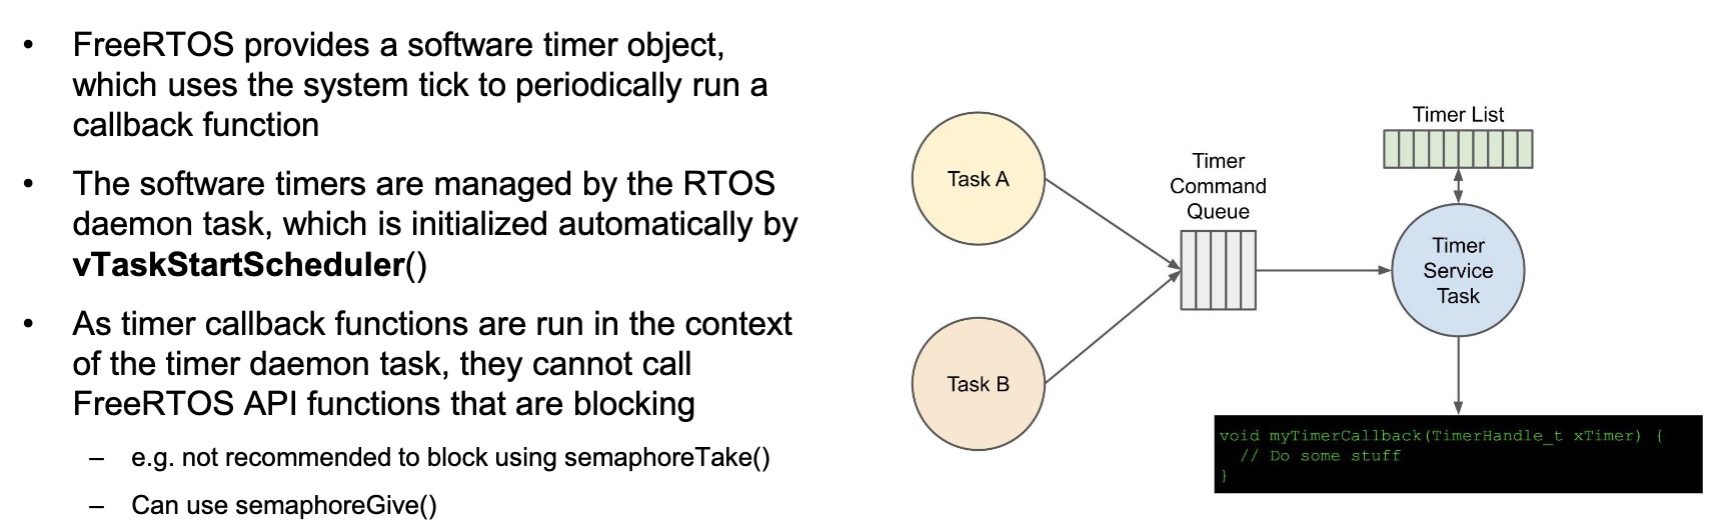 • FreeRTOS provides a software timer object,
which uses the system tick to periodically run a
callback function
• The software timers are managed by the RTOS
daemon task, which is initialized automatically by
vTaskStartScheduler()
• As timer callback functions are run in the context
of the timer daemon task, they cannot call
FreeRTOS API functions that are blocking
– e.g. not recommended to block using semaphoreTake()
– Can use semaphoreGive()
Task A
Task B
Timer
Command
Queue
Timer List
Timer
Service
Task
void myTimerCallback(TimerHandle_t xTimer) {
// Do some stuff
}